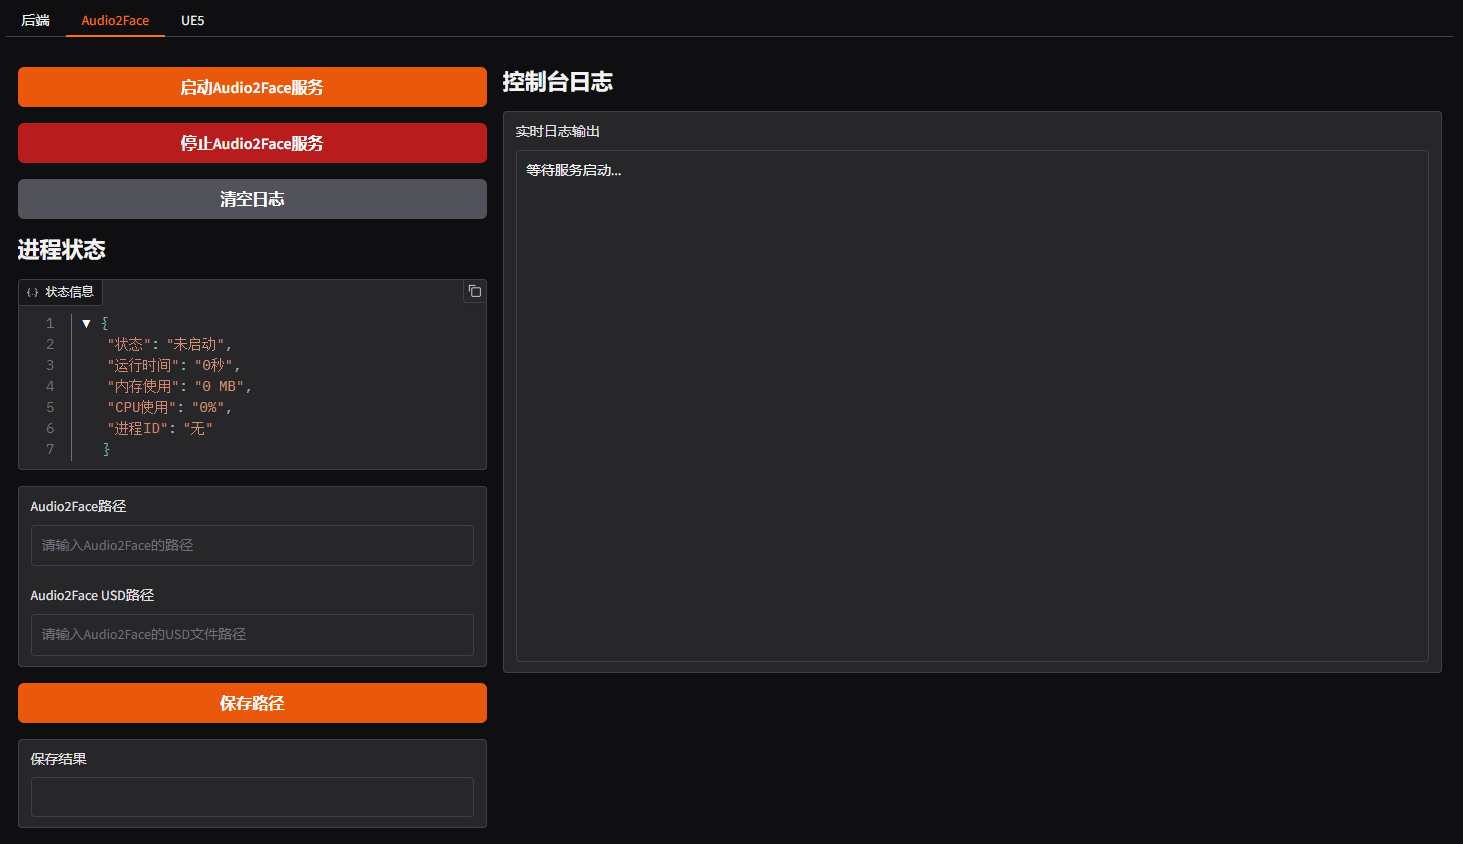 后端 Audio2Face UE5
启动Audio2Face服务
停止Audio2Face服务
清空日志
进程状态
{.} 状态信息
1 ▼ {
2 "状态": "未启动",
3 "运行时间": "0秒",
4 "内存使用": "0 MB",
5 "CPU使用": "0%",
6 "进程ID": "无"
7 }
Audio2Face路径
请输入Audio2Face的路径
Audio2Face USD路径
请输入Audio2Face的USD文件路径
保存路径
保存结果
控制台日志
实时日志输出
等待服务启动...